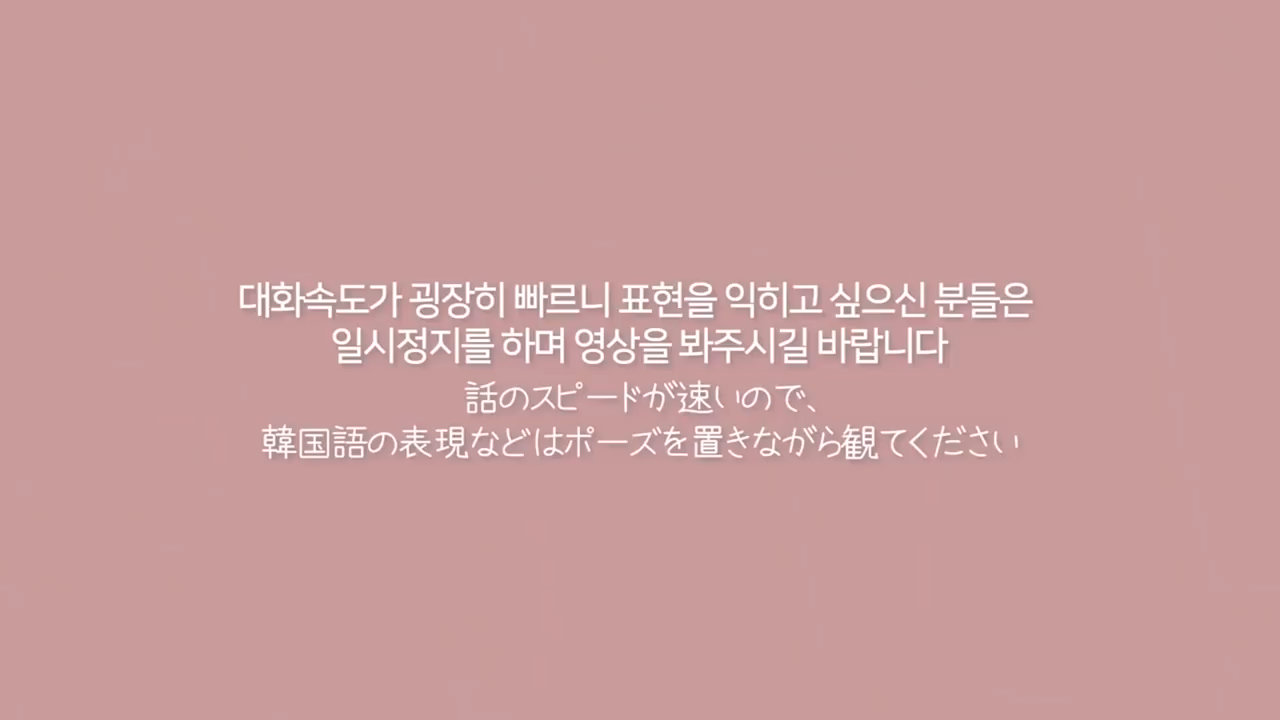 대화속도가 굉장히 빠르니 표현을 익히고 싶으신 분들은
일시정지를 하며 영상을 봐주시길 바랍니다
話のスピードが速いので、
韓国語の表現などはポーズを置きながら観てください